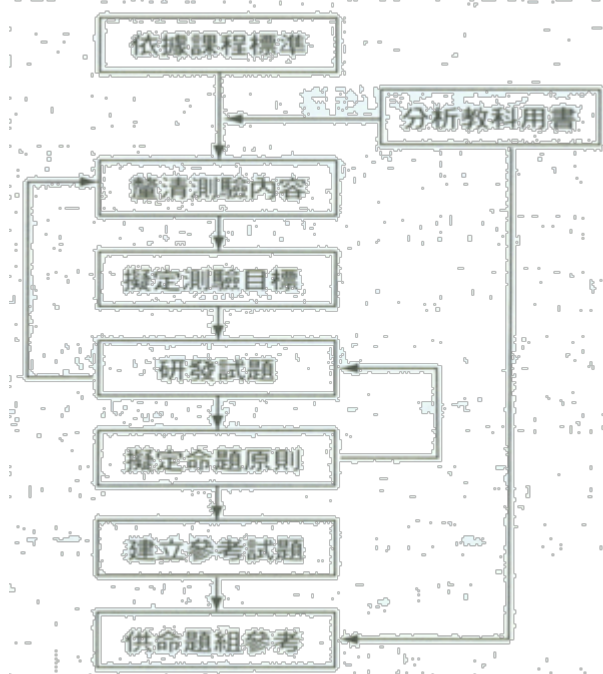 依據課程標準
分析教科用書
釐清測驗內容
擬定測驗目標
研發試題
擬定命題原則
建立參考試題
供命題組參考